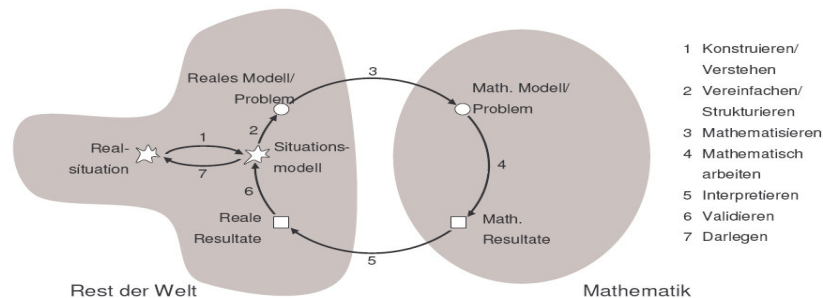 Reales Modell/
Problem
3
Math. Modell/
Problem
1
2
Real-
situation
Situations-
modell
7
4
6
Reale
Resultate
Math.
Resultate
5
Rest der Welt
Mathematik
1 Konstruieren/
Verstehen
2 Vereinfachen/
Strukturieren
3 Mathematisieren
4 Mathematisch
arbeiten
5 Interpretieren
6 Validieren
7 Darlegen